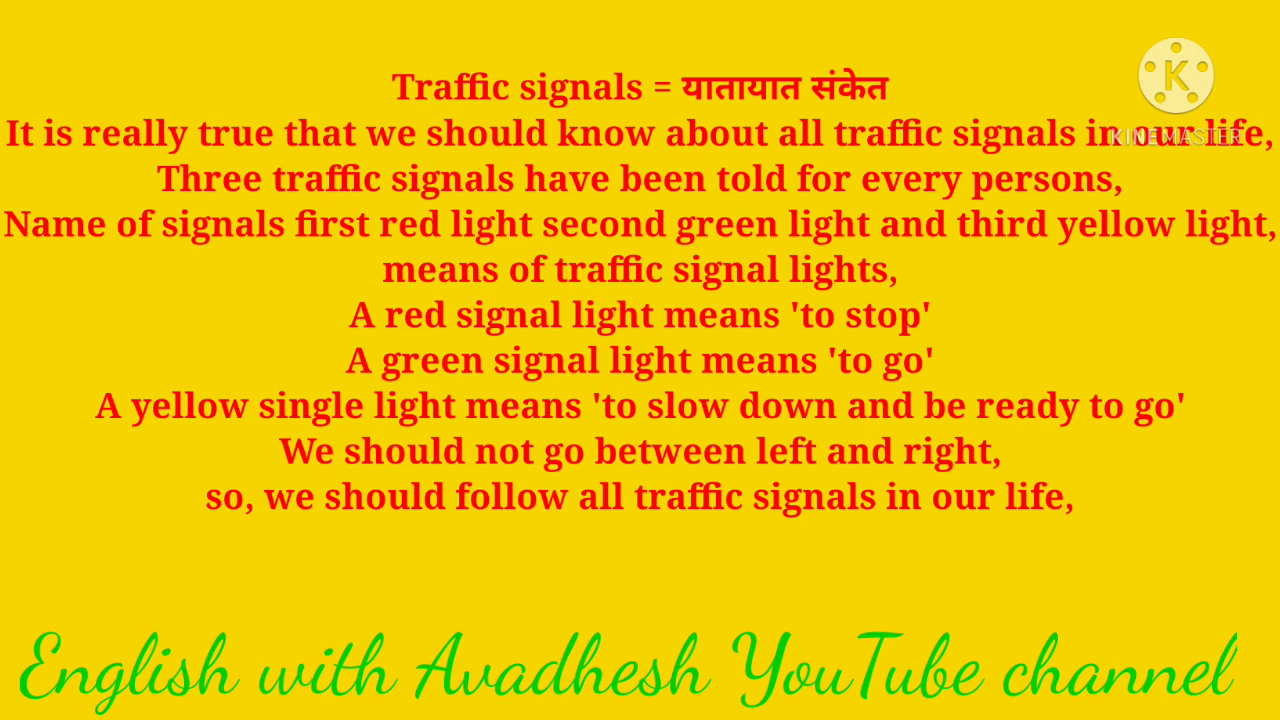 Traffic signals = यातायात संकेत
It is really true that we should know about all traffic signals in our life,
Three traffic signals have been told for every persons,
Name of signals first red light second green light and third yellow light,
means of traffic signal lights,
A red signal light means 'to stop'
A green signal light means 'to go'
A yellow single light means 'to slow down and be ready to go'
We should not go between left and right,
so, we should follow all traffic signals in our life,
K
KINEMASTER
English with Avadhesh YouTube channel